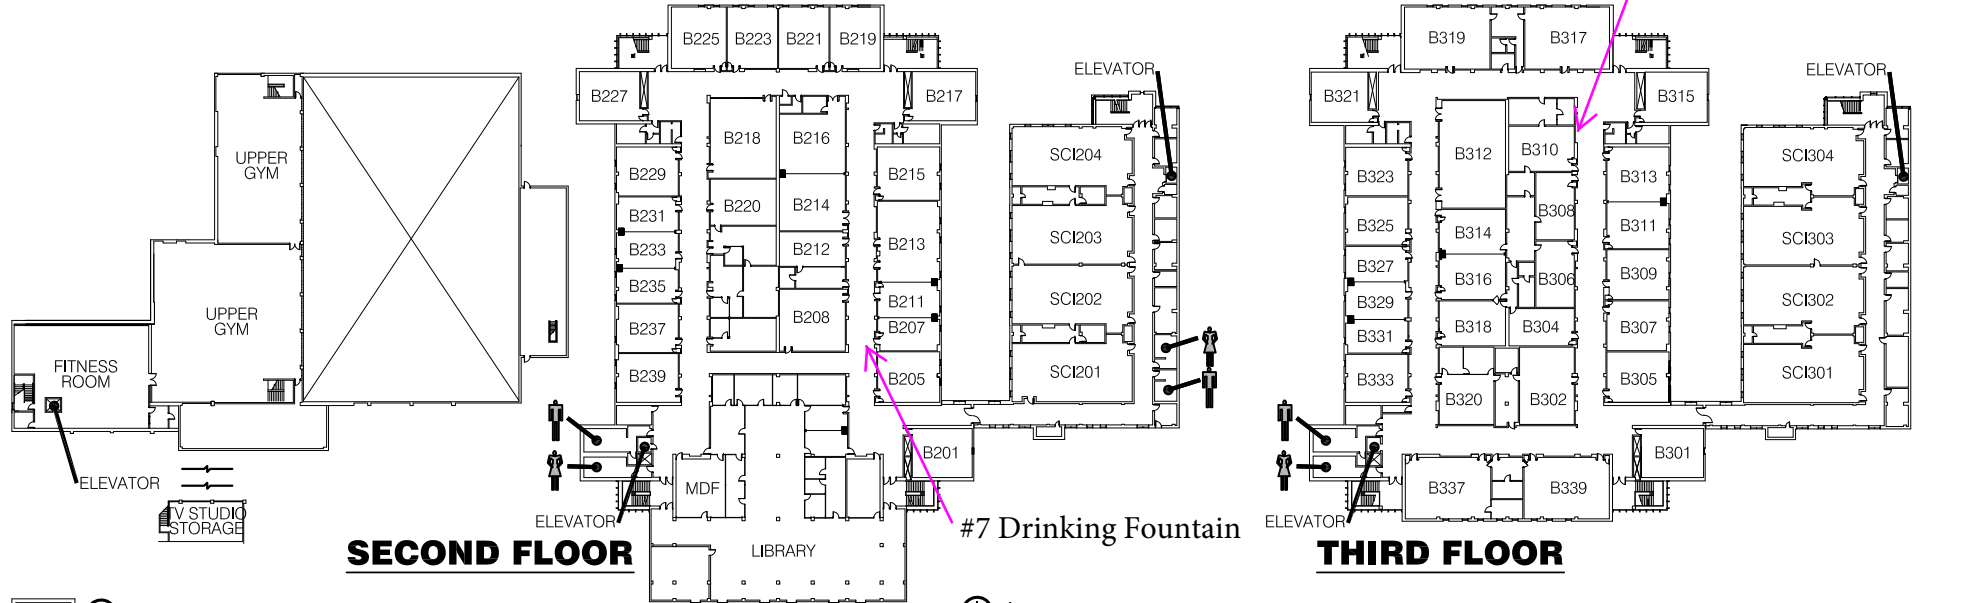 B225 B223 B221 B219
B319 B317
ELEVATOR
ELEVATOR
B227
B217
B321
B315
B218
B216
UPPER
GYM
SCI204
B312
B310
SCI304
B229
B215
B323
B313
B220
B214
B231
B308
B325
B311
B233
B212
B213
SCI203
B314
SCI303
B235
B211
B327
B316
B306
B309
SCI202
B329
SCI302
UPPER
GYM
B237
B208
B207
B331
B318
B304
B307
FITNESS
ROOM
B239
B205
SCI201
B333
B305
SCI301
B320
B302
B201
B301
ELEVATOR
MDF
B337
B339
TV STUDIO
STORAGE
ELEVATOR
ELEVATOR
#7 Drinking Fountain
LIBRARY
SECOND FLOOR
THIRD FLOOR